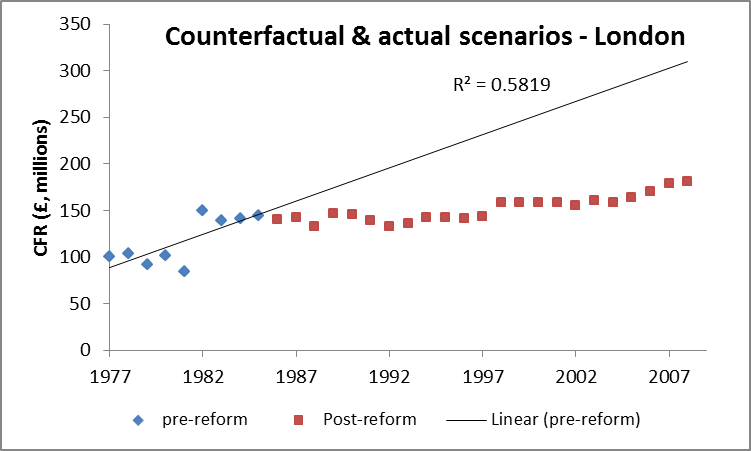 Counterfactual & actual scenarios - London
R² = 0.5819
CFR (£, millions)
350
300
250
200
150
100
50
0
1977 1982 1987 1992 1997 2002 2007
pre-reform Post-reform Linear (pre-reform)